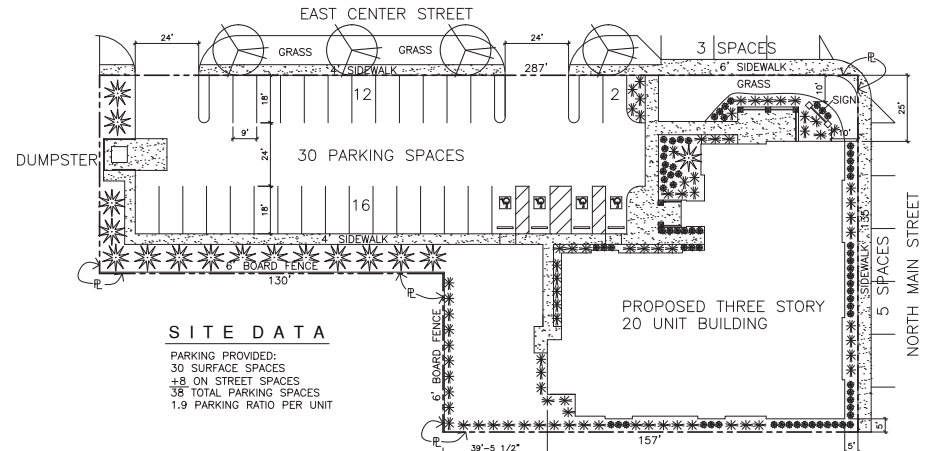 EAST CENTER STREET
24'
GRASS
GRASS
24'
3 SPACES
4' SIDEWALK
287'
6' SIDEWALK
PL
GRASS
18'
12
2
10'
SIGN
25'
9'
10'
DUMPSTER
24'
30 PARKING SPACES
18'
16
4' SIDEWALK
6' BOARD FENCE
130'
PL
PL
PROPOSED THREE STORY
20 UNIT BUILDING
SIDEWALK
135'
5 SPACES
NORTH MAIN STREET
SITE DATA
PARKING PROVIDED:
30 SURFACE SPACES
+8 ON STREET SPACES
38 TOTAL PARKING SPACES
1.9 PARKING RATIO PER UNIT
6' BOARD FENCE
PL
39'-5 1/2"
157'
5'
5'